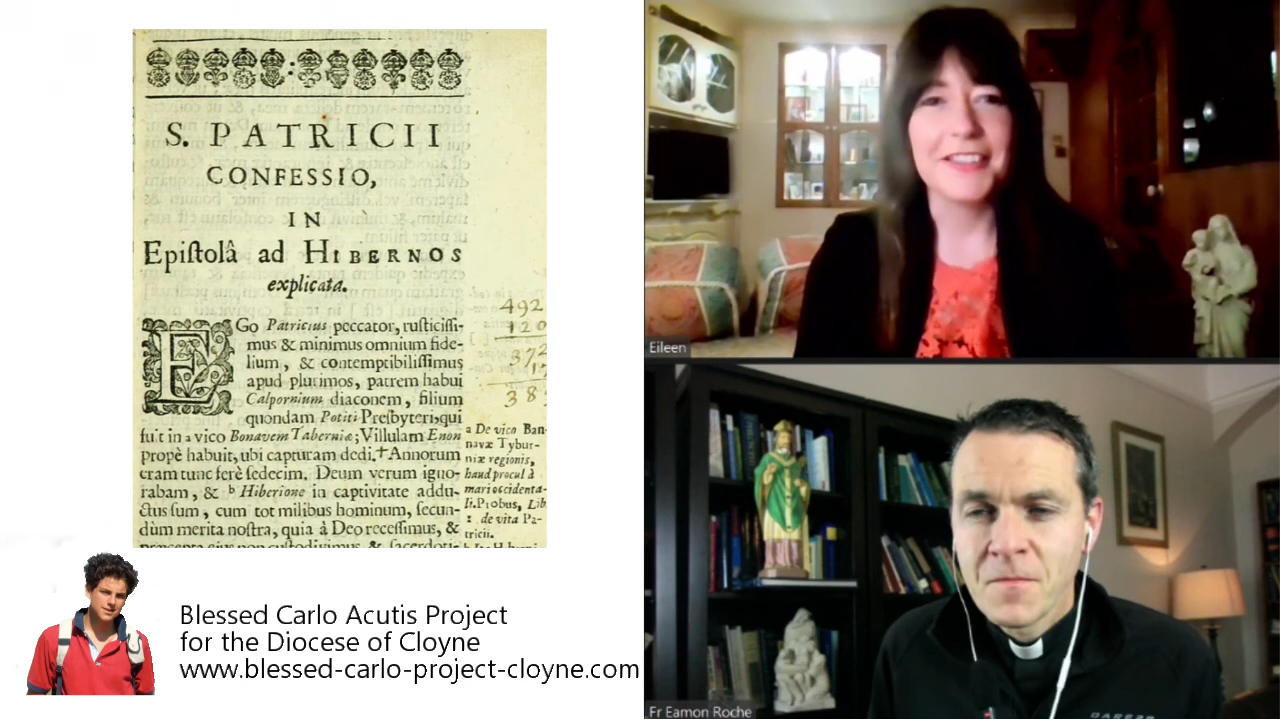 S. PATRICII
CONFESSIO,
IN
Epiſtolâ ad HIBERNOS
explicata.
EGo Patricius peccator, ruſticiſſi-
mus & minimus omnium fide-
lium, & contemptibiliſſimus
apud plurimos, patrem habui
Calpornium diaconem, filium
quondam Potiti Preſbyteri, qui
fuit in a vico Bonavem Taberniæ; Villulam Enon
propè habuit, ubi capturam dedi.† Annorum
eram tunc ferè ſedecim. Deum verum igno-
rabam, & b Hiberione in captivitate addu-
ctus ſum, cum tot milibus hominum, ſecun-
dùm merita noſtra, quia à Deo receſſimus, &
præcepta ejus non cuſtodivimus, & ſacerdotib
492
120
372
a De vico Ban-
navæ Tybur-
niæ regionis,
haud procul à
mari occidenta-
li. Probus, Lib.
de vita Pa-
tricii.
Blessed Carlo Acutis Project
for the Diocese of Cloyne
www.blessed-carlo-project-cloyne.com
Eileen
Fr Eamon Roche